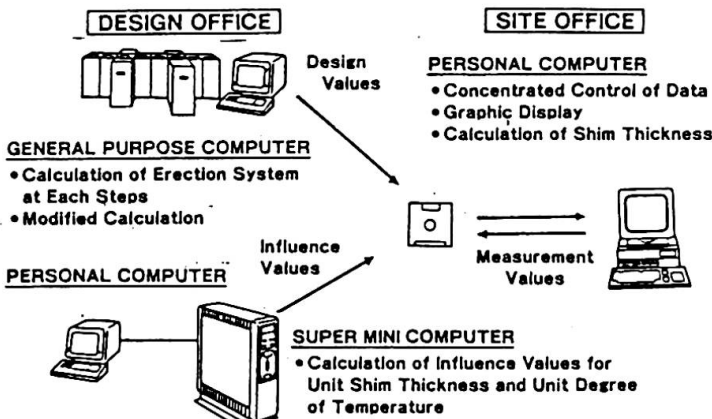 DESIGN OFFICE
Design
Values
GENERAL PURPOSE COMPUTER
• Calculation of Erection System
at Each Steps
• Modified Calculation
PERSONAL COMPUTER
Influence
Values
SUPER MINI COMPUTER
• Calculation of Influence Values for
Unit Shim Thickness and Unit Degree
of Temperature
SITE OFFICE
PERSONAL COMPUTER
• Concentrated Control of Data
• Graphic Display
• Calculation of Shim Thickness
Measurement
Values